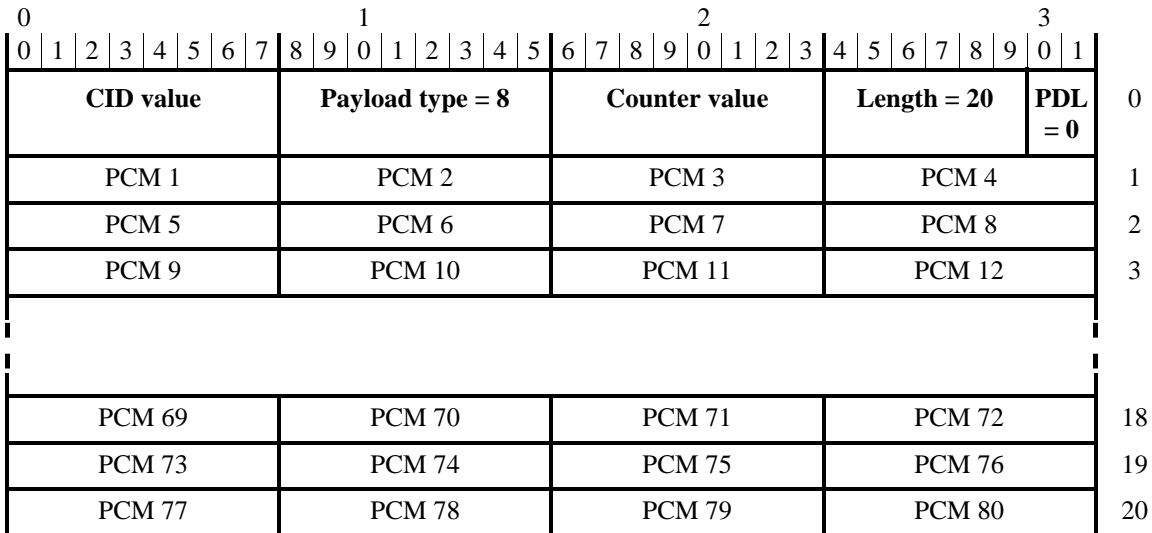 0 1 2 3
0 1 2 3 4 5 6 7 8 9 0 1 2 3 4 5 6 7 8 9 0 1 2 3 4 5 6 7 8 9 0 1
CID value Payload type = 8 Counter value Length = 20 PDL = 0 0
PCM 1 PCM 2 PCM 3 PCM 4 1
PCM 5 PCM 6 PCM 7 PCM 8 2
PCM 9 PCM 10 PCM 11 PCM 12 3
PCM 69 PCM 70 PCM 71 PCM 72 18
PCM 73 PCM 74 PCM 75 PCM 76 19
PCM 77 PCM 78 PCM 79 PCM 80 20